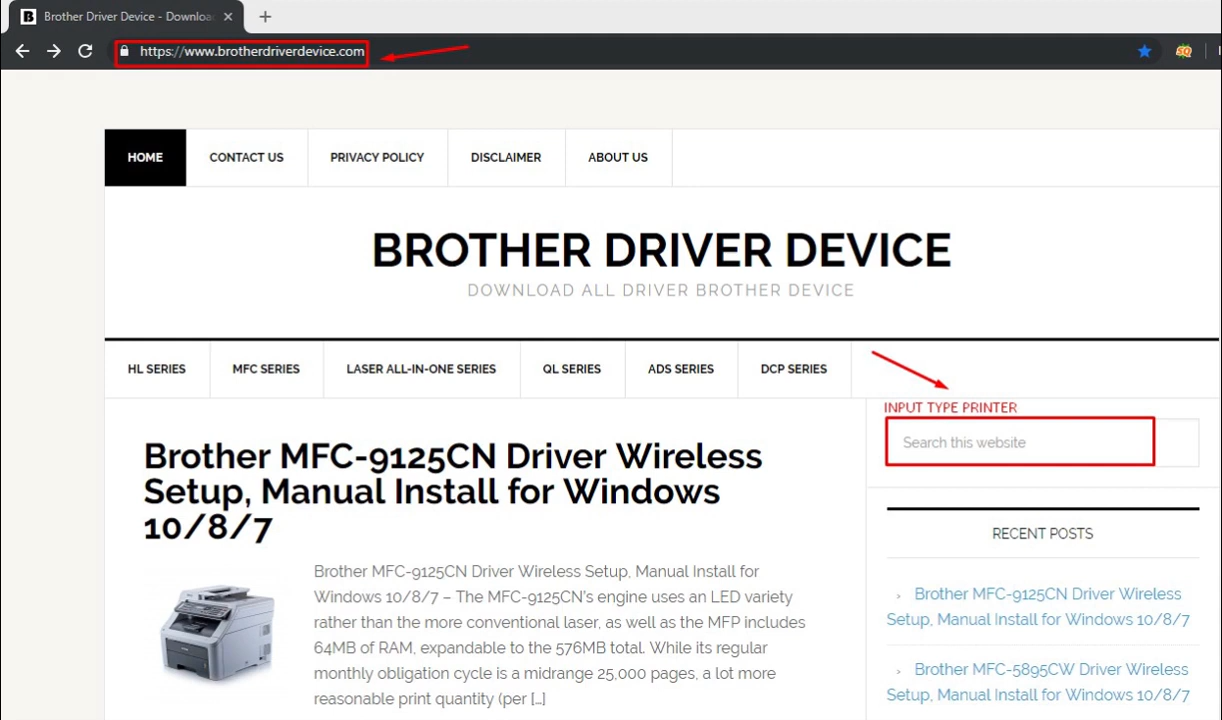 B Brother Driver Device - Downloa
https://www.brotherdriverdevice.com
SQ
HOME CONTACT US PRIVACY POLICY DISCLAIMER ABOUT US
BROTHER DRIVER DEVICE
DOWNLOAD ALL DRIVER BROTHER DEVICE
HL SERIES MFC SERIES LASER ALL-IN-ONE SERIES QL SERIES ADS SERIES DCP SERIES
Brother MFC-9125CN Driver Wireless
Setup, Manual Install for Windows
10/8/7
Brother MFC-9125CN Driver Wireless Setup, Manual Install for
Windows 10/8/7 – The MFC-9125CN's engine uses an LED variety
rather than the more conventional laser, as well as the MFP includes
64MB of RAM, expandable to the 576MB total. While its regular
monthly obligation cycle is a midrange 25,000 pages, a lot more
reasonable print quantity (per [...]
INPUT TYPE PRINTER
Search this website
RECENT POSTS
Brother MFC-9125CN Driver Wireless
Setup, Manual Install for Windows 10/8/7
Brother MFC-5895CW Driver Wireless
Setup, Manual Install for Windows 10/8/7